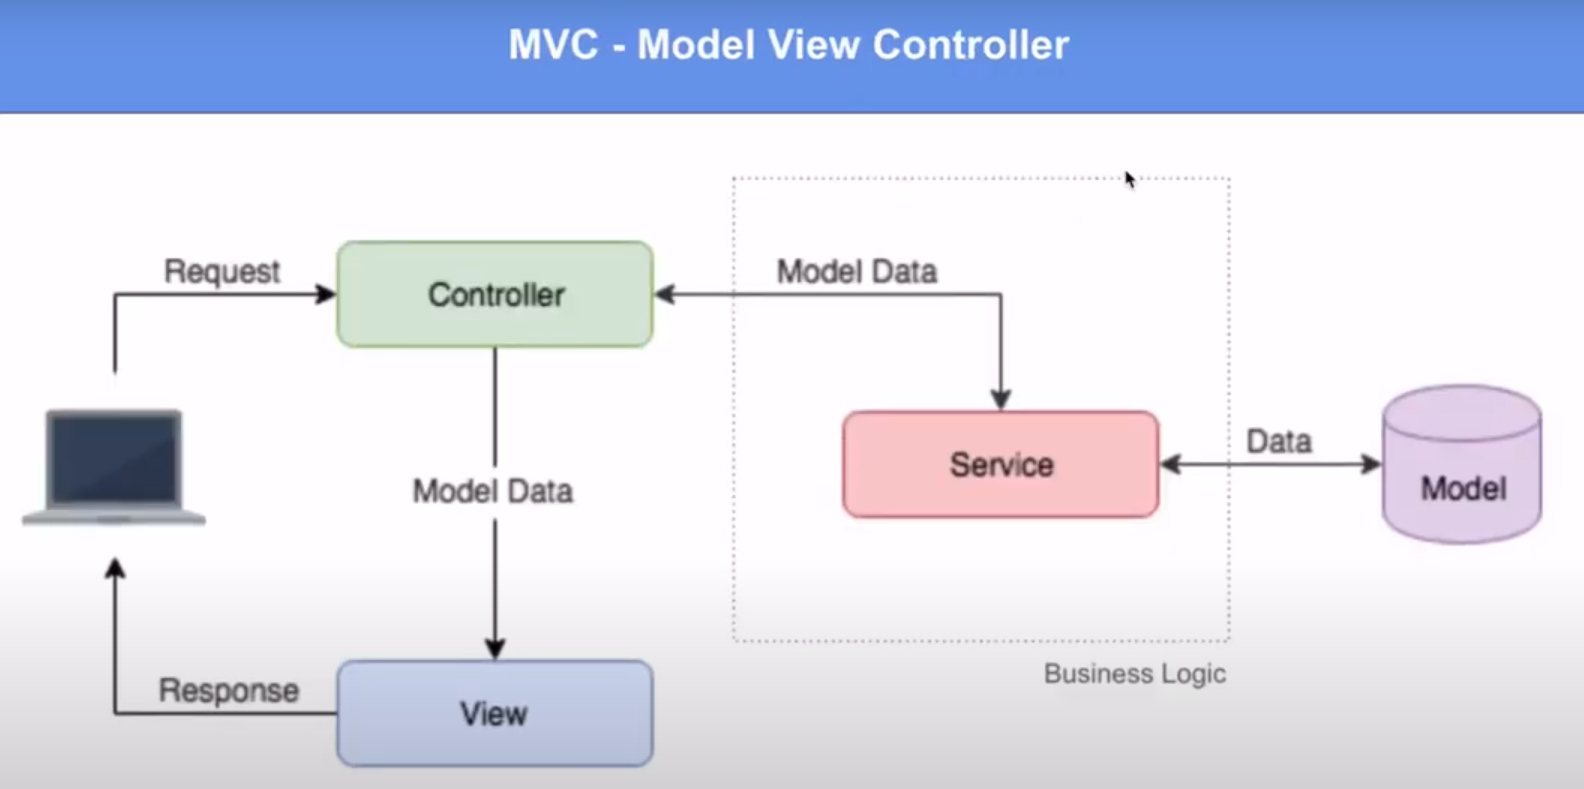 MVC - Model View Controller
Request
Controller
Model Data
Service
Data
Model
Model Data
Business Logic
Response
View